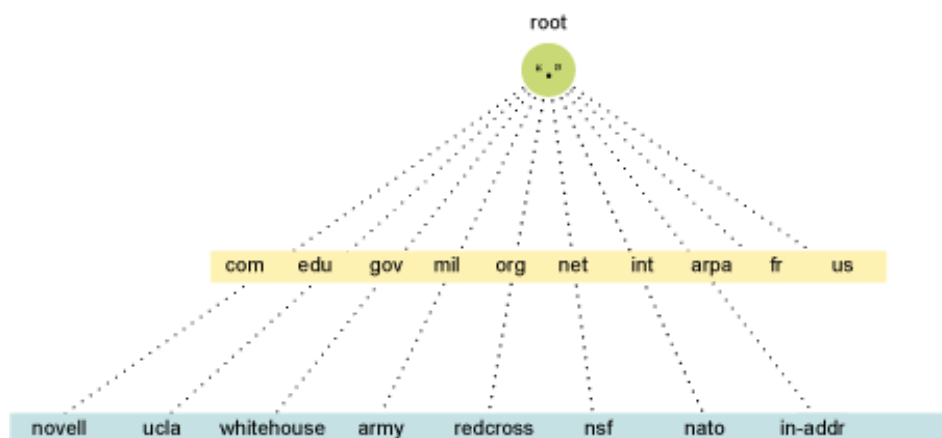 root
“.”
com edu gov mil org net int arpa fr us
novell ucla whitehouse army redcross nsf nato in-addr